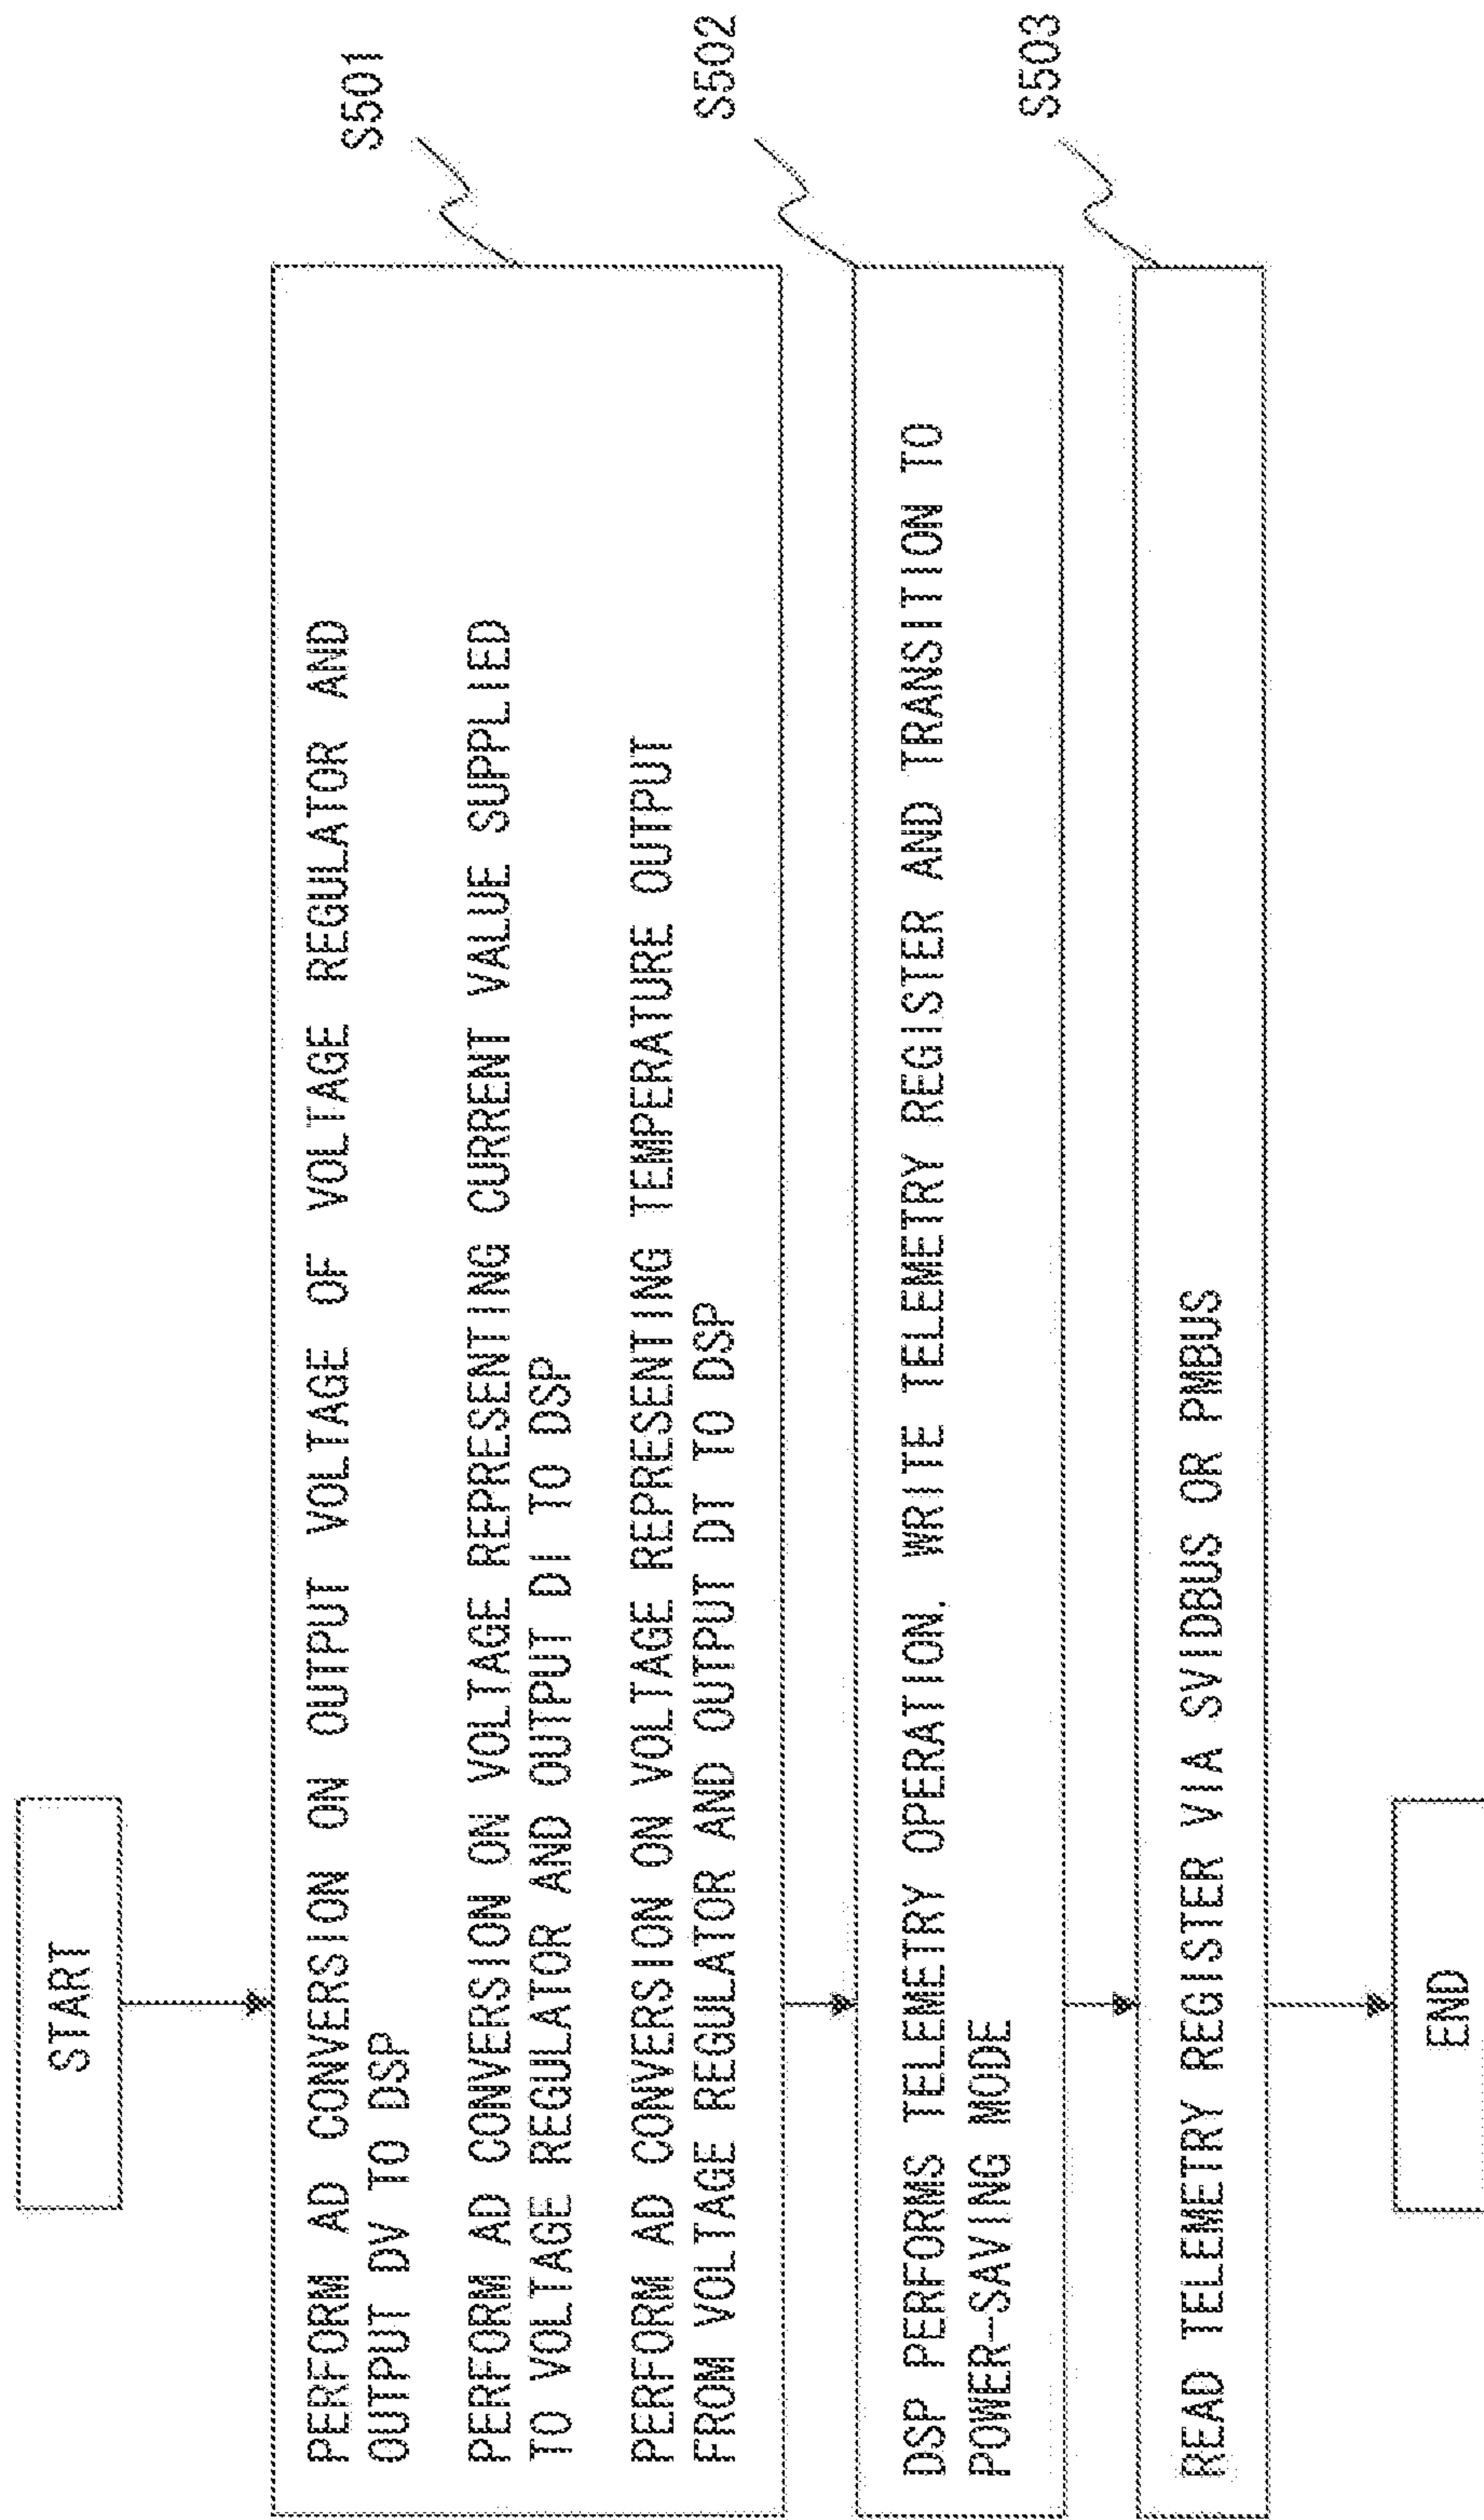 START
PERFORM AD CONVERSION ON OUTPUT VOLTAGE OF VOLTAGE REGULATOR AND
OUTPUT DV TO DSP
PERFORM AD CONVERSION ON VOLTAGE REPRESENTING CURRENT VALUE SUPPLIED
TO VOLTAGE REGULATOR AND OUTPUT DI TO DSP
PERFORM AD CONVERSION ON VOLTAGE REPRESENTING TEMPERATURE OUTPUT
FROM VOLTAGE REGULATOR AND OUTPUT DT TO DSP
S501
DSP PERFORMS TELEMETRY OPERATION, WRITE TELEMETRY REGISTER AND TRANSITION TO
POWER-SAVING MODE
S502
READ TELEMETRY REGISTER VIA SVIDBUS OR PMBUS
S503
END